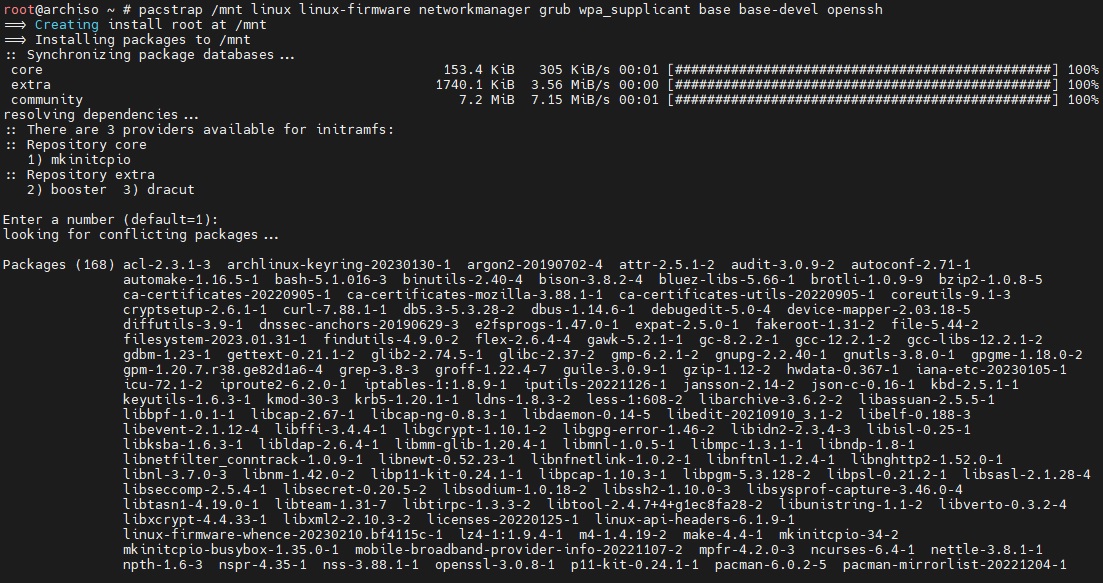 root@archiso ~ # pacstrap /mnt linux linux-firmware networkmanager grub wpa_supplicant base base-devel openssh
==> Creating install root at /mnt
==> Installing packages to /mnt
:: Synchronizing package databases...
core 153.4 KiB 305 KiB/s 00:01 [###############################################] 100%
extra 1740.1 KiB 3.56 MiB/s 00:00 [###############################################] 100%
community 7.2 MiB 7.15 MiB/s 00:01 [###############################################] 100%
resolving dependencies...
:: There are 3 providers available for initramfs:
:: Repository core
1) mkinitcpio
:: Repository extra
2) booster 3) dracut
Enter a number (default=1):
looking for conflicting packages...
Packages (168) acl-2.3.1-3 archlinux-keyring-20230130-1 argon2-20190702-4 attr-2.5.1-2 audit-3.0.9-2 autoconf-2.71-1
automake-1.16.5-1 bash-5.1.016-3 binutils-2.40-4 bison-3.8.2-4 bluez-libs-5.66-1 brotli-1.0.9-9 bzip2-1.0.8-5
ca-certificates-20220905-1 ca-certificates-mozilla-3.88.1-1 ca-certificates-utils-20220905-1 coreutils-9.1-3
cryptsetup-2.6.1-1 curl-7.88.1-1 db5.3-5.3.28-2 dbus-1.14.6-1 debugedit-5.0-4 device-mapper-2.03.18-5
diffutils-3.9-1 dnssec-anchors-20190629-3 e2fsprogs-1.47.0-1 expat-2.5.0-1 fakeroot-1.31-2 file-5.44-2
filesystem-2023.01.31-1 findutils-4.9.0-2 flex-2.6.4-4 gawk-5.2.1-1 gc-8.2.2-1 gcc-12.2.1-2 gcc-libs-12.2.1-2
gdbm-1.23-1 gettext-0.21.1-2 glib2-2.74.5-1 glibc-2.37-2 gmp-6.2.1-2 gnupg-2.2.40-1 gnutls-3.8.0-1 gpgme-1.18.0-2
gpm-1.20.7.r38.ge82d1a6-4 grep-3.8-3 groff-1.22.4-7 guile-3.0.9-1 gzip-1.12-2 hwdata-0.367-1 iana-etc-20230105-1
icu-72.1-2 iproute2-6.2.0-1 iptables-1:1.8.9-1 iputils-20221126-1 jansson-2.14-2 json-c-0.16-1 kbd-2.5.1-1
keyutils-1.6.3-1 kmod-30-3 krb5-1.20.1-1 ldns-1.8.3-2 less-1:608-2 libarchive-3.6.2-2 libassuan-2.5.5-1
libbpf-1.0.1-1 libcap-2.67-1 libcap-ng-0.8.3-1 libdaemon-0.14-5 libedit-20210910_3.1-2 libelf-0.188-3
libevent-2.1.12-4 libffi-3.4.4-1 libgcrypt-1.10.1-2 libgpg-error-1.46-2 libidn2-2.3.4-3 libisl-0.25-1
libksba-1.6.3-1 libldap-2.6.4-1 libmm-glib-1.20.4-1 libmnl-1.0.5-1 libmpc-1.3.1-1 libndp-1.8-1
libnetfilter_conntrack-1.0.9-1 libnewt-0.52.23-1 libnfnetlink-1.0.2-1 libnftnl-1.2.4-1 libnghttp2-1.52.0-1
libnl-3.7.0-3 libnm-1.42.0-2 libp11-kit-0.24.1-1 libpcap-1.10.3-1 libpgm-5.3.128-2 libpsl-0.21.2-1 libsasl-2.1.28-4
libseccomp-2.5.4-1 libsecret-0.20.5-2 libsodium-1.0.18-2 libssh2-1.10.0-3 libsysprof-capture-3.46.0-4
libtasn1-4.19.0-1 libteam-1.31-7 libtirpc-1.3.3-2 libtool-2.4.7+4+g1ec8fa28-2 libunistring-1.1-2 libverto-0.3.2-4
libxcrypt-4.4.33-1 libxml2-2.10.3-2 licenses-20220125-1 linux-api-headers-6.1.9-1
linux-firmware-whence-20230210.bf4115c-1 lz4-1:1.9.4-1 m4-1.4.19-2 make-4.4-1 mkinitcpio-34-2
mkinitcpio-busybox-1.35.0-1 mobile-broadband-provider-info-20221107-2 mpfr-4.2.0-3 ncurses-6.4-1 nettle-3.8.1-1
npth-1.6-3 nspr-4.35-1 nss-3.88.1-1 openssl-3.0.8-1 p11-kit-0.24.1-1 pacman-6.0.2-5 pacman-mirrorlist-20221204-1